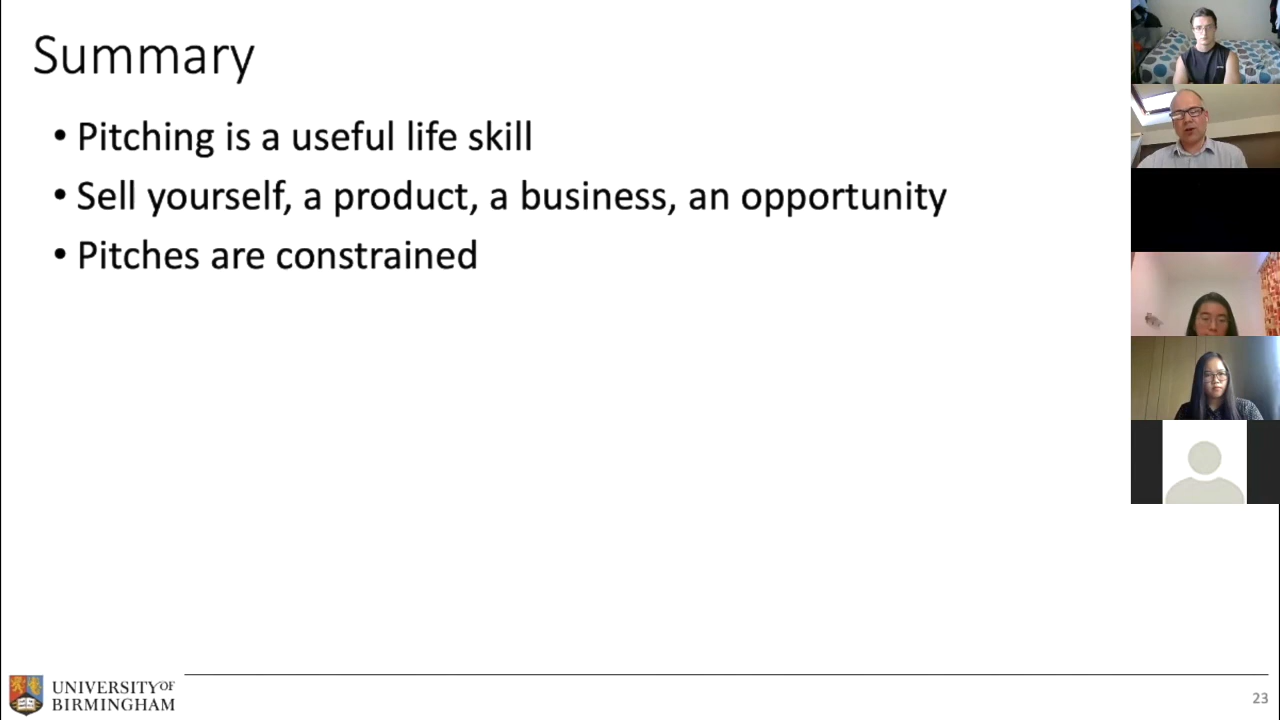 Summary
• Pitching is a useful life skill
• Sell yourself, a product, a business, an opportunity
• Pitches are constrained
UNIVERSITY OF
BIRMINGHAM
23